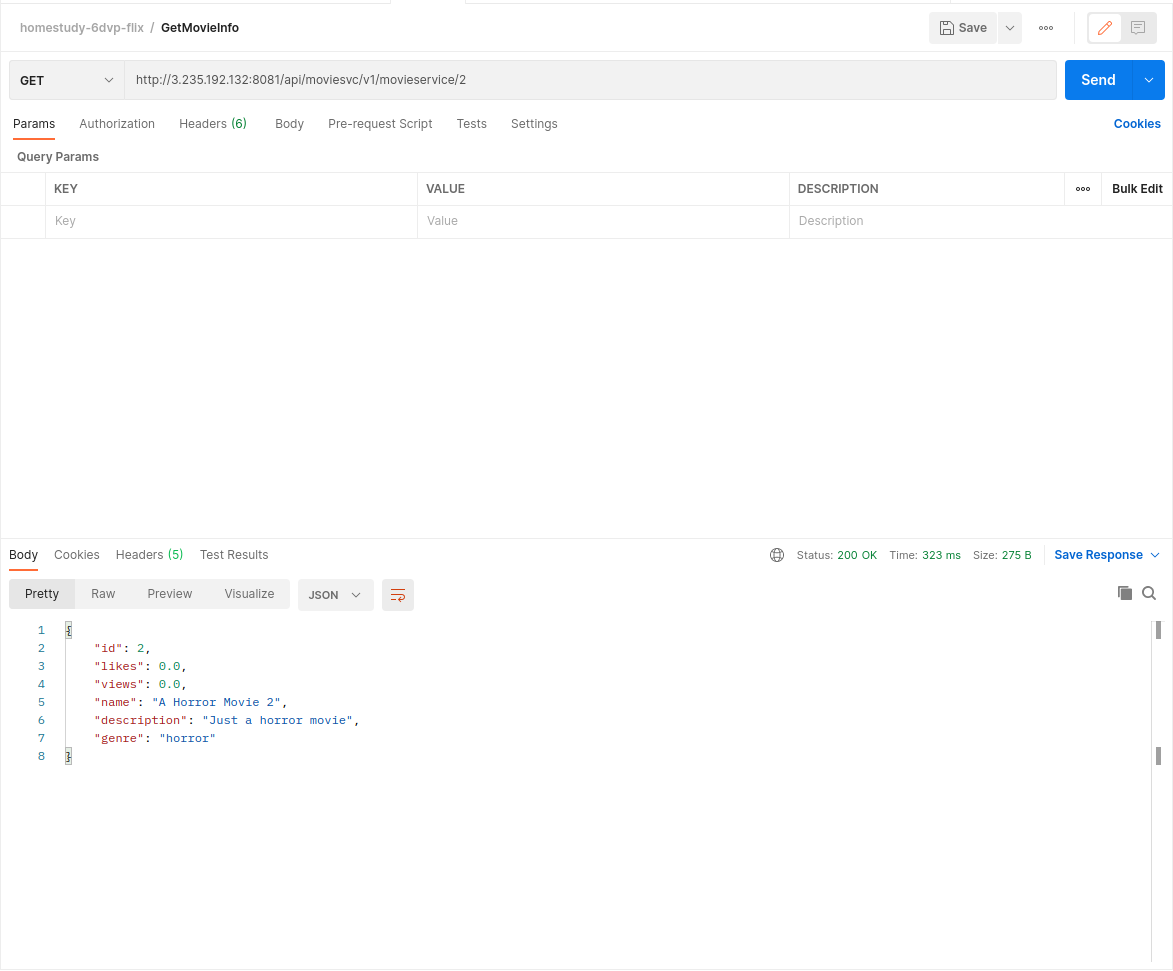 homestudy-6dvp-flix / GetMovieInfo Save
GET http://3.235.192.132:8081/api/moviesvc/v1/movieservice/2 Send
Params Authorization Headers (6) Body Pre-request Script Tests Settings Cookies
Query Params
KEY VALUE DESCRIPTION Bulk Edit
Key Value Description
Body Cookies Headers (5) Test Results Status: 200 OK Time: 323 ms Size: 275 B Save Response
Pretty Raw Preview Visualize JSON
1 {
2 "id": 2,
3 "likes": 0.0,
4 "views": 0.0,
5 "name": "A Horror Movie 2",
6 "description": "Just a horror movie",
7 "genre": "horror"
8 }